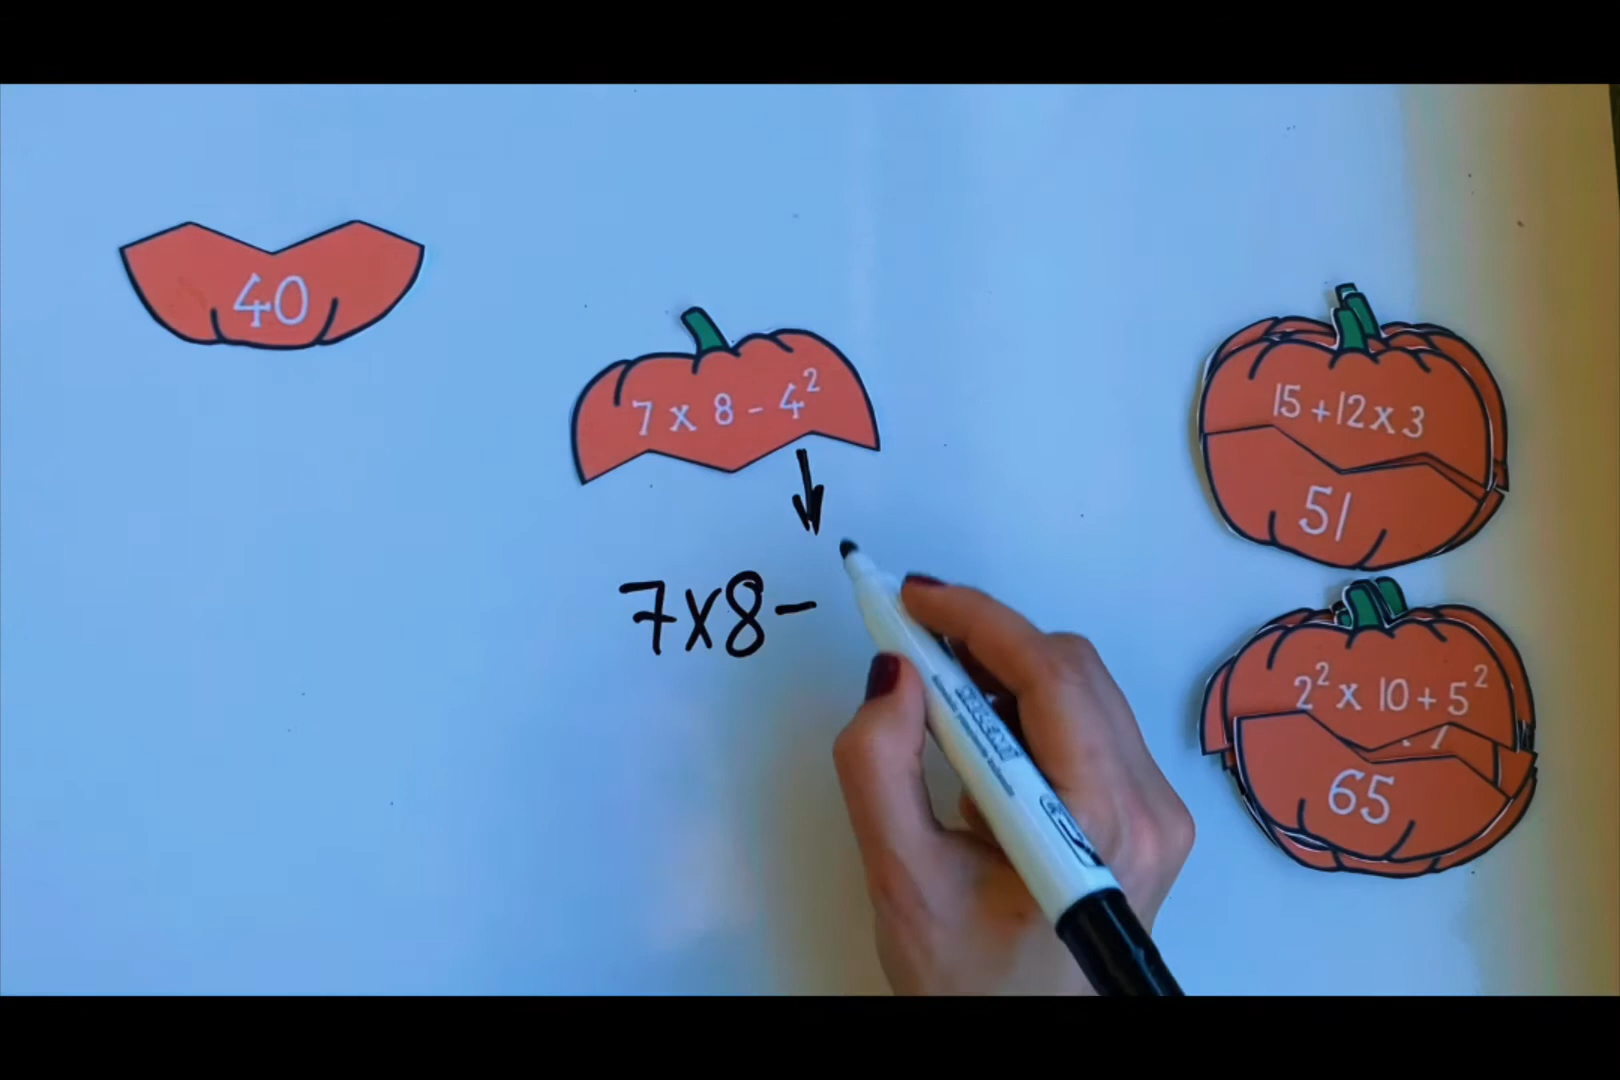 40
7 x 8 - 4²
7x8-
15 + 12 x 3
51
2² x 10 + 5²
65